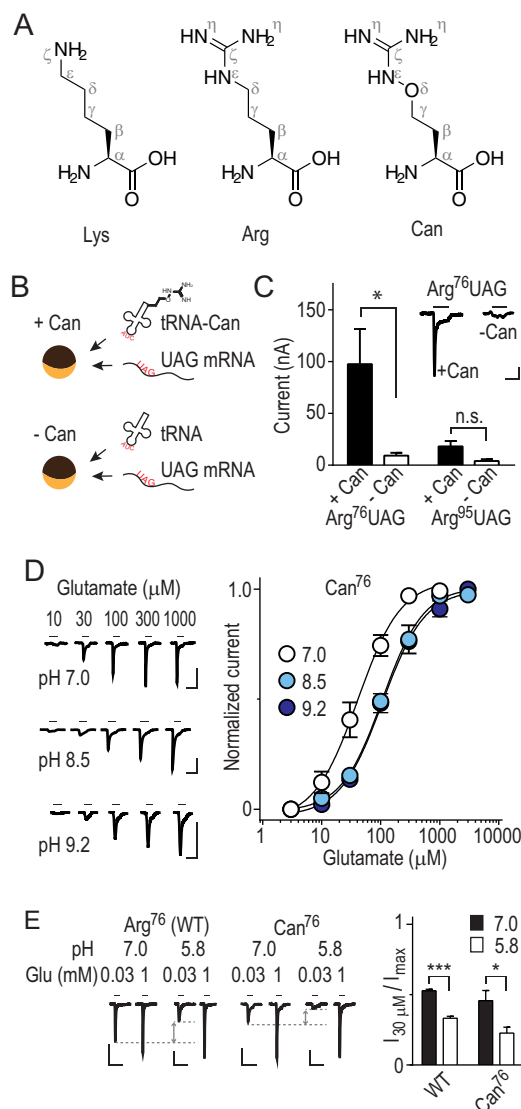 A
NH₂
ζ
ε
δ
γ
β
α
H₂N
OH
O
Lys
η
HN
NH₂
ζ
HN
ε
δ
γ
β
α
H₂N
OH
O
Arg
η
HN
NH₂
η
ζ
HN
ε
O
δ
γ
β
α
H₂N
OH
O
Can
B
+ Can
tRNA-Can
UAG mRNA
UAG
- Can
tRNA
UAG mRNA
UAG
C
Current (nA)
150
100
50
0
*
n.s.
Arg⁷⁶UAG
+Can
-Can
+ Can
- Can
+ Can
- Can
Arg⁷⁶UAG
Arg⁹⁵UAG
D
Glutamate (µM)
10 30 100 300 1000
pH 7.0
pH 8.5
pH 9.2
Can⁷⁶
Normalized current
1.0
0
7.0
8.5
9.2
1 10 100 1000 10000
Glutamate (µM)
E
Arg⁷⁶ (WT) Can⁷⁶
pH 7.0 5.8 7.0 5.8
Glu (mM) 0.03 1 0.03 1 0.03 1 0.03 1
I₃₀ µM / Imax
1
0
7.0
5.8
***
*
WT
Can⁷⁶